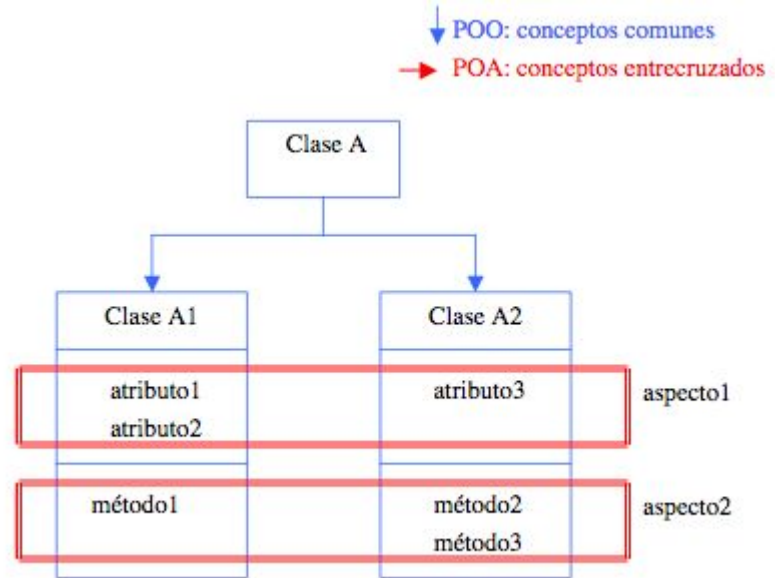 POO: conceptos comunes
POA: conceptos entrecruzados
Clase A
Clase A1
Clase A2
atributo1
atributo3
aspecto1
atributo2
método1
método2
aspecto2
método3